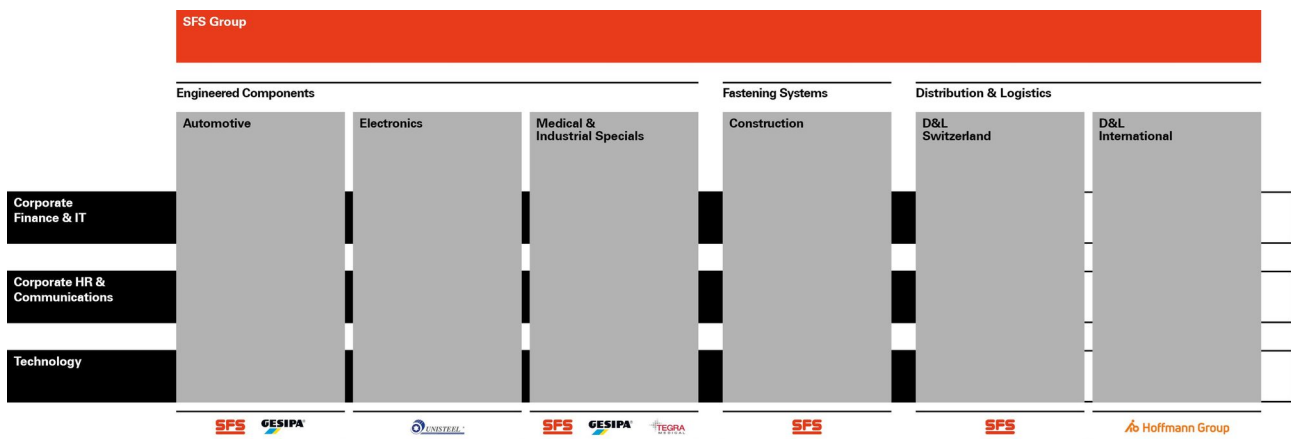 SFS Group
Engineered Components
Fastening Systems
Distribution & Logistics
Automotive
Electronics
Medical &
Industrial Specials
Construction
D&L
Switzerland
D&L
International
Corporate
Finance & IT
Corporate HR &
Communications
Technology
SFS
GESIPA®
UNISTEEL
SFS
GESIPA®
TEGRA
MEDICAL
SFS
SFS
Hoffmann Group